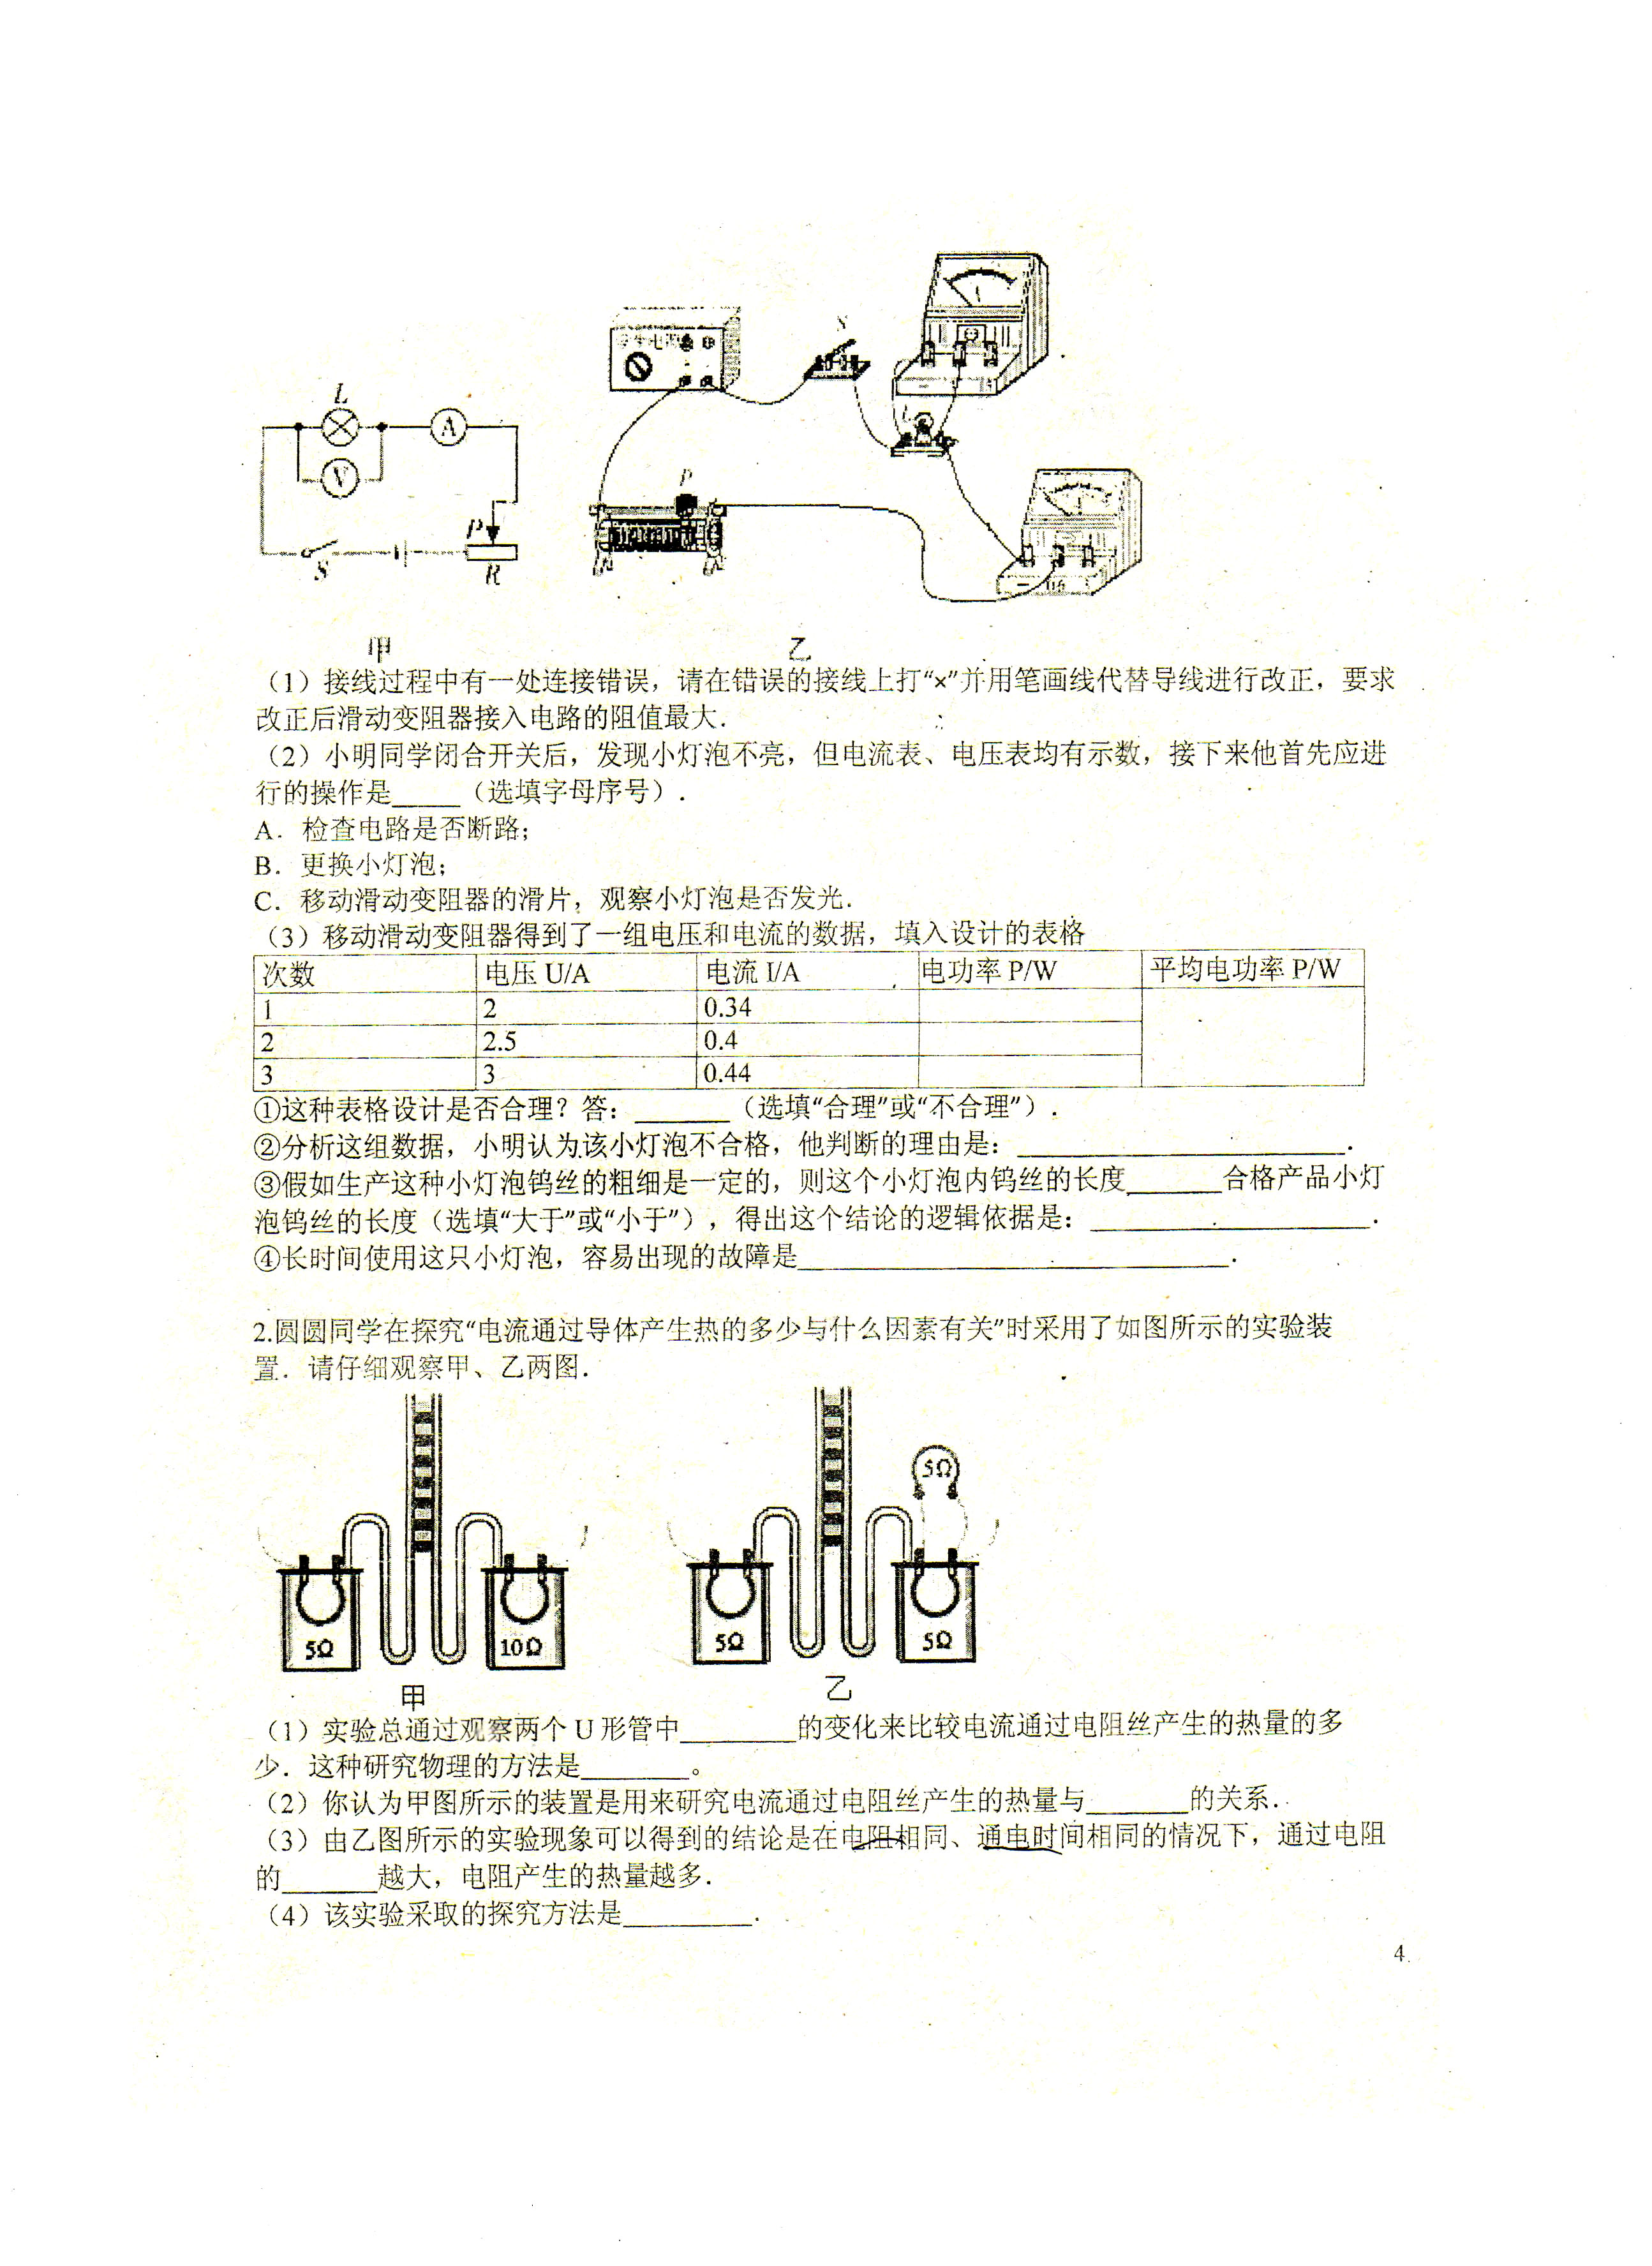 学生电源
S
L
A
V
P
S
R
P
0.6
甲
乙
（1）接线过程中有一处连接错误，请在错误的接线上打“×”并用笔画线代替导线进行改正，要求
改正后滑动变阻器接入电路的阻值最大．
（2）小明同学闭合开关后，发现小灯泡不亮，但电流表、电压表均有示数，接下来他首先应进
行的操作是_____（选填字母序号）．
A．检查电路是否断路；
B．更换小灯泡；
C．移动滑动变阻器的滑片，观察小灯泡是否发光．
（3）移动滑动变阻器得到了一组电压和电流的数据，填入设计的表格
次数 电压 U/A 电流 I/A 电功率 P/W 平均电功率 P/W
1 2 0.34
2 2.5 0.4
3 3 0.44
①这种表格设计是否合理？答：_______（选填“合理”或“不合理”）．
②分析这组数据，小明认为该小灯泡不合格，他判断的理由是：________________________．
③假如生产这种小灯泡钨丝的粗细是一定的，则这个小灯泡内钨丝的长度_______合格产品小灯
泡钨丝的长度（选填“大于”或“小于”），得出这个结论的逻辑依据是：_____________________．
④长时间使用这只小灯泡，容易出现的故障是________________________________．
2.圆圆同学在探究“电流通过导体产生热的多少与什么因素有关”时采用了如图所示的实验装
置．请仔细观察甲、乙两图．
5Ω
5Ω 10Ω 5Ω 5Ω
甲 乙
（1）实验总通过观察两个 U 形管中________的变化来比较电流通过电阻丝产生的热量的多
少．这种研究物理的方法是________。
（2）你认为甲图所示的装置是用来研究电流通过电阻丝产生的热量与_______的关系．
（3）由乙图所示的实验现象可以得到的结论是在电阻相同、通电时间相同的情况下，通过电阻
的_______越大，电阻产生的热量越多．
（4）该实验采取的探究方法是_________．
4